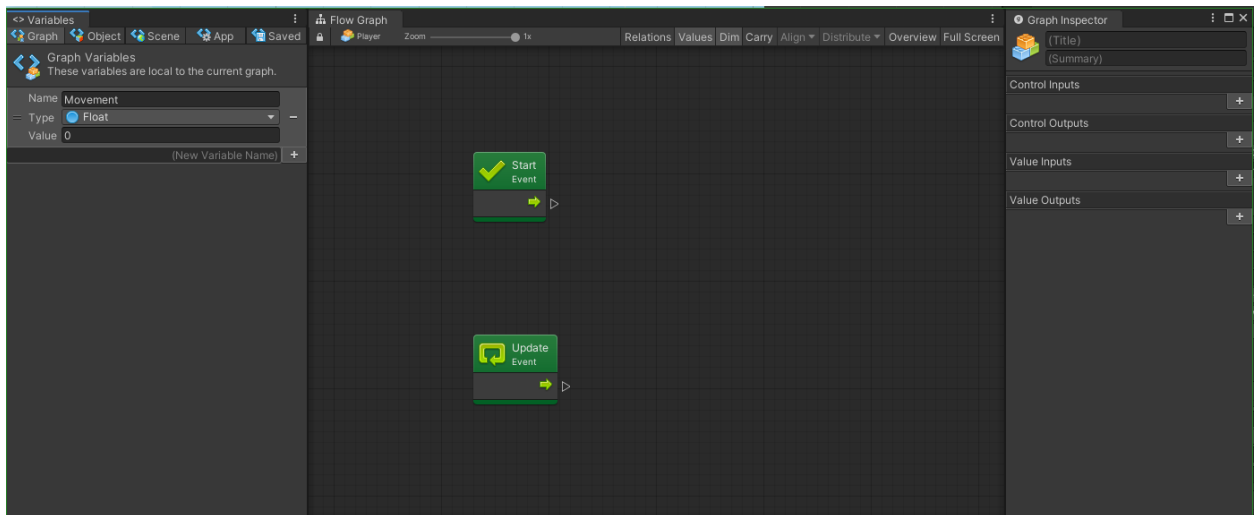 <> Variables
Graph Object Scene App Saved
Graph Variables
These variables are local to the current graph.
Name Movement
Type Float
Value 0
(New Variable Name) +
Flow Graph
Player Zoom 1x Relations Values Dim Carry Align Distribute Overview Full Screen
Start
Event
Update
Event
Graph Inspector
(Title)
(Summary)
Control Inputs
+
Control Outputs
+
Value Inputs
+
Value Outputs
+